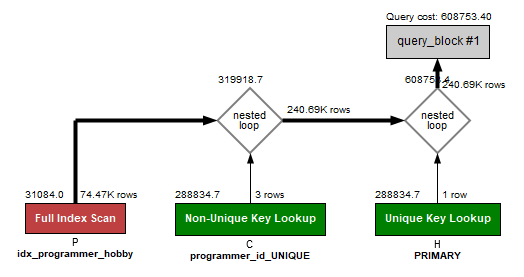 Query cost: 608753.40
query_block #1
319918.7
608753.4
240.69K rows
nested
loop
240.69K rows
nested
loop
31084.0
74.47K rows
288834.7
3 rows
288834.7
1 row
Full Index Scan
Non-Unique Key Lookup
Unique Key Lookup
P
C
H
idx_programmer_hobby
programmer_id_UNIQUE
PRIMARY